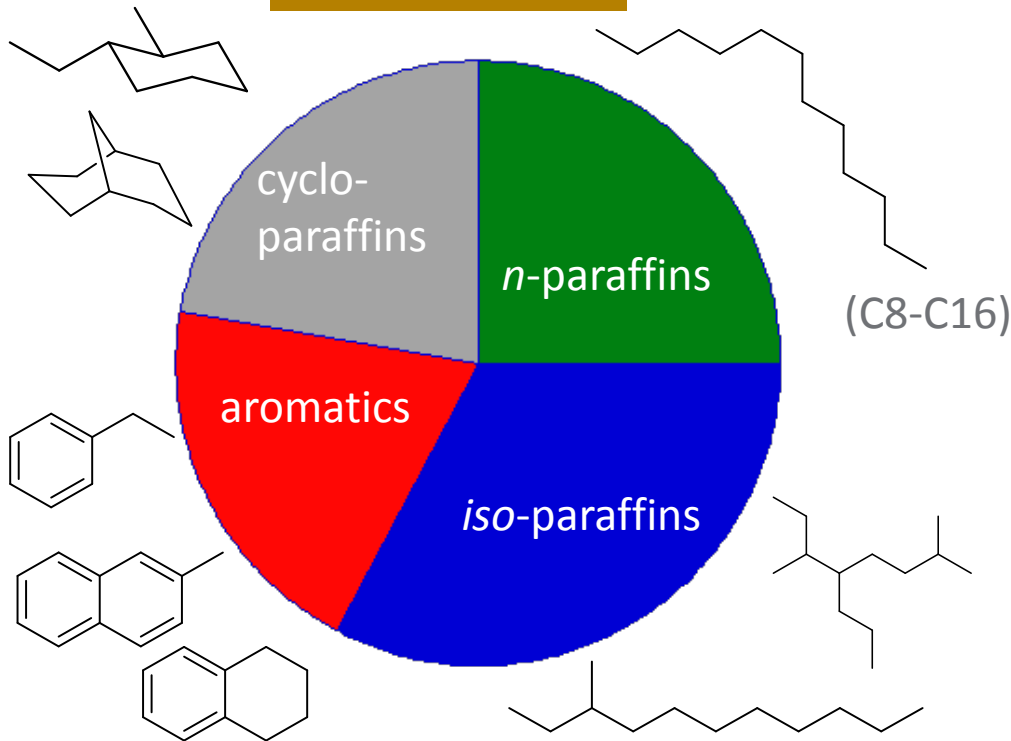 cyclo-
paraffins
n-paraffins
(C8-C16)
aromatics
iso-paraffins